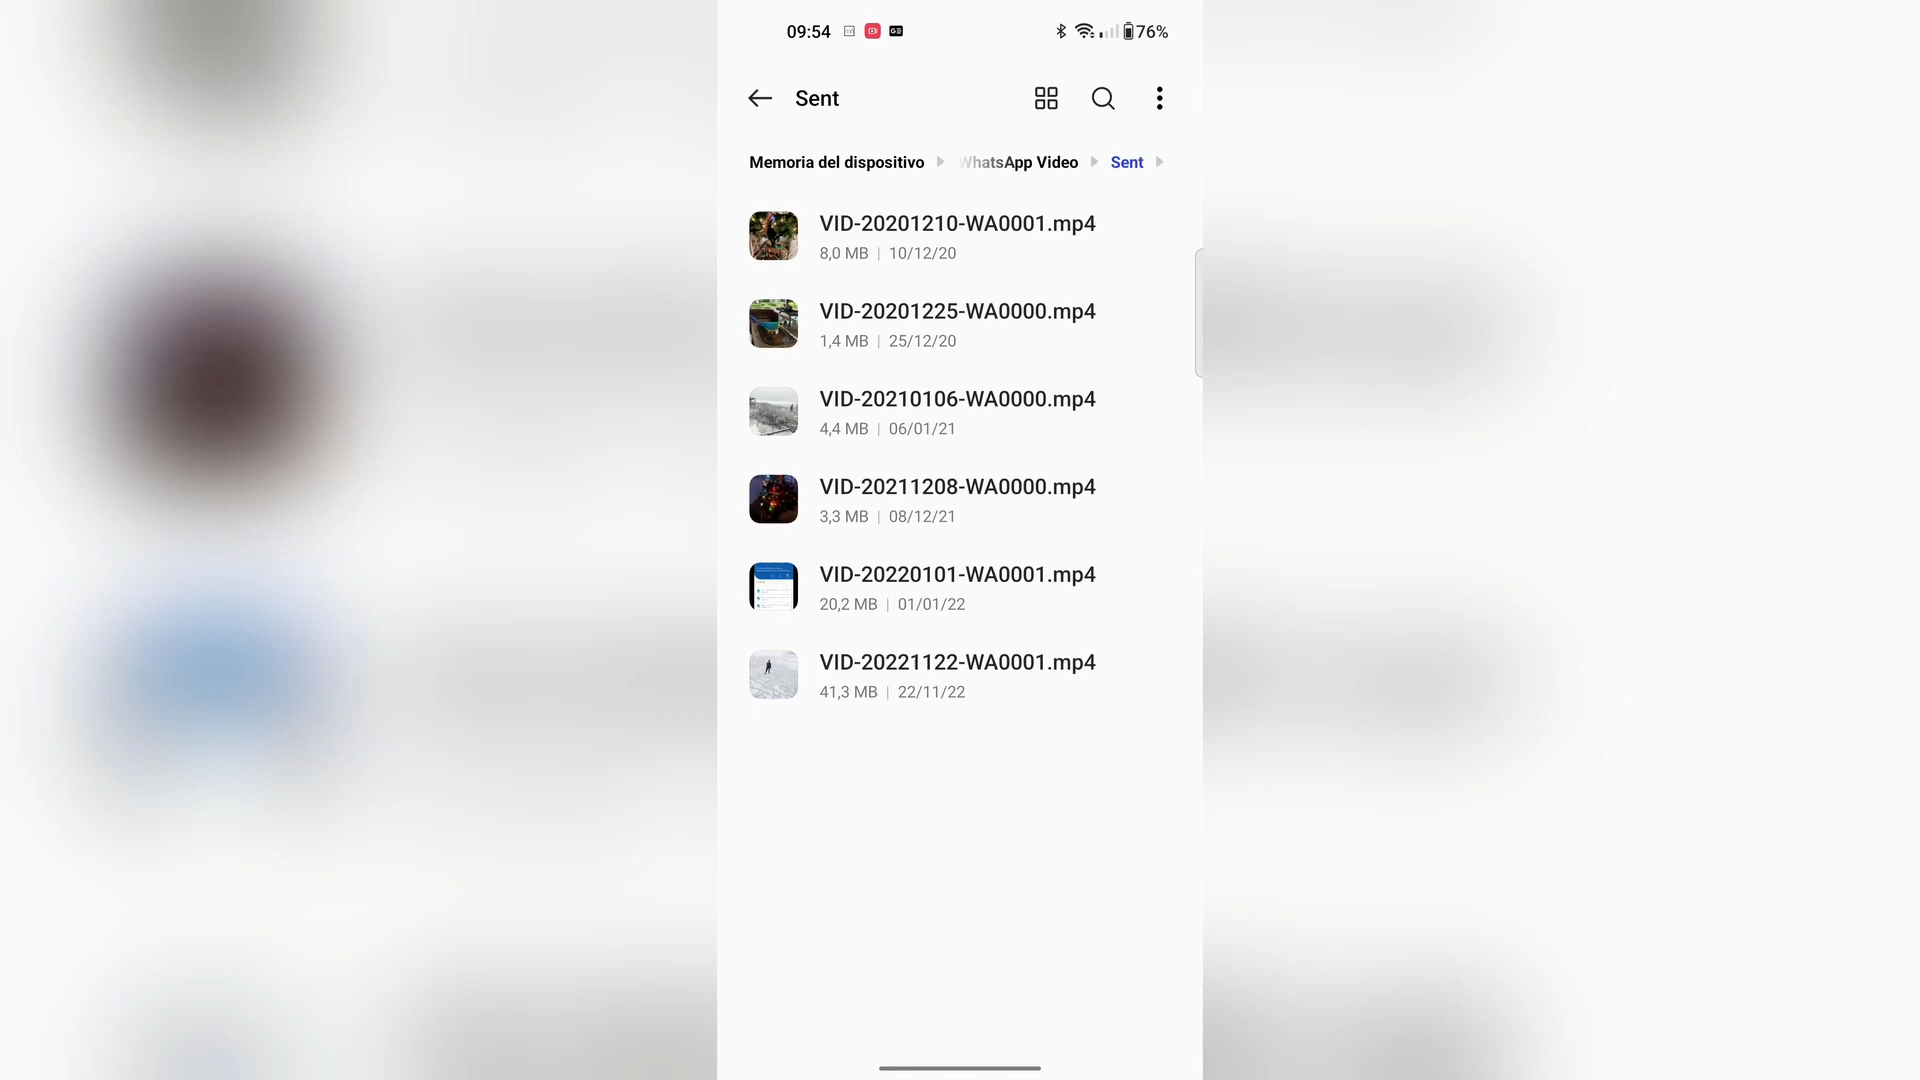 09:54 76%
Sent
Memoria del dispositivo WhatsApp Video Sent
VID-20201210-WA0001.mp4
8,0 MB | 10/12/20
VID-20201225-WA0000.mp4
1,4 MB | 25/12/20
VID-20210106-WA0000.mp4
4,4 MB | 06/01/21
VID-20211208-WA0000.mp4
3,3 MB | 08/12/21
VID-20220101-WA0001.mp4
20,2 MB | 01/01/22
VID-20221122-WA0001.mp4
41,3 MB | 22/11/22